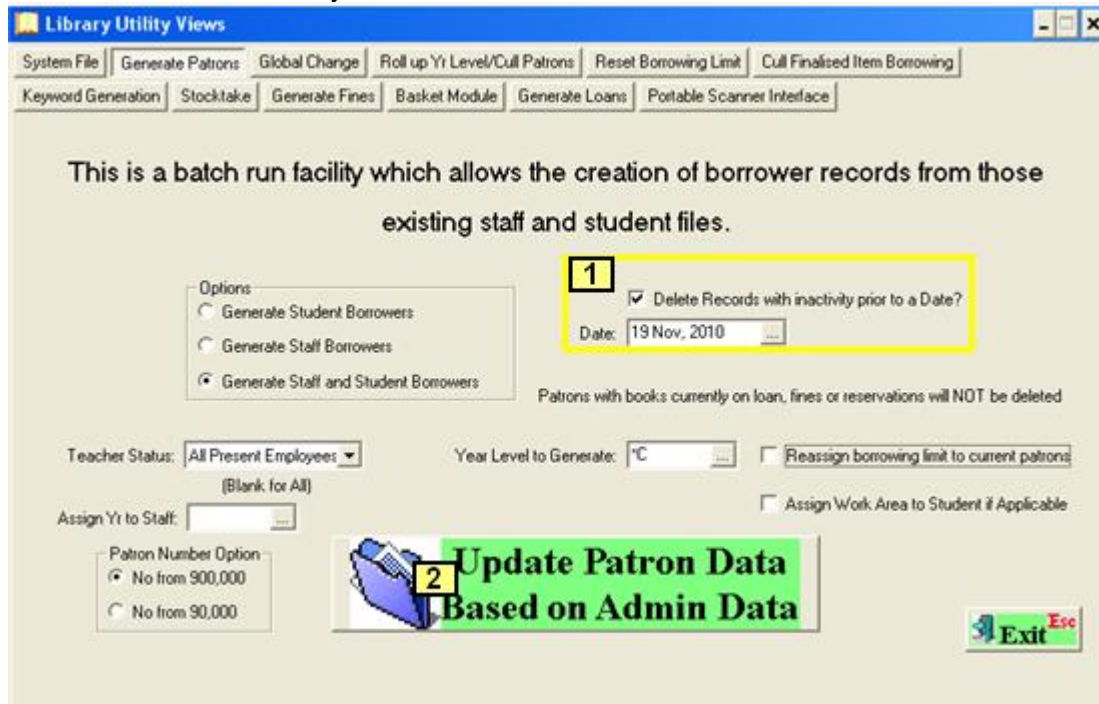 Library Utility Views
System File Generate Patrons Global Change Roll up Yr Level/Cull Patrons Reset Borrowing Limit Cull Finalised Item Borrowing
Keyword Generation Stocktake Generate Fines Basket Module Generate Loans Portable Scanner Interface
This is a batch run facility which allows the creation of borrower records from those
existing staff and student files.
1
Options
Generate Student Borrowers
Generate Staff Borrowers
Generate Staff and Student Borrowers
Delete Records with inactivity prior to a Date?
Date: 19 Nov, 2010 ...
Patrons with books currently on loan, fines or reservations will NOT be deleted
Teacher Status: All Present Employees
(Blank for All)
Year Level to Generate: *C ...
Reassign borrowing limit to current patrons
Assign Yr to Staff: ...
Assign Work Area to Student if Applicable
Patron Number Option
No from 900,000
No from 90,000
2
Update Patron Data
Based on Admin Data
Exit Esc